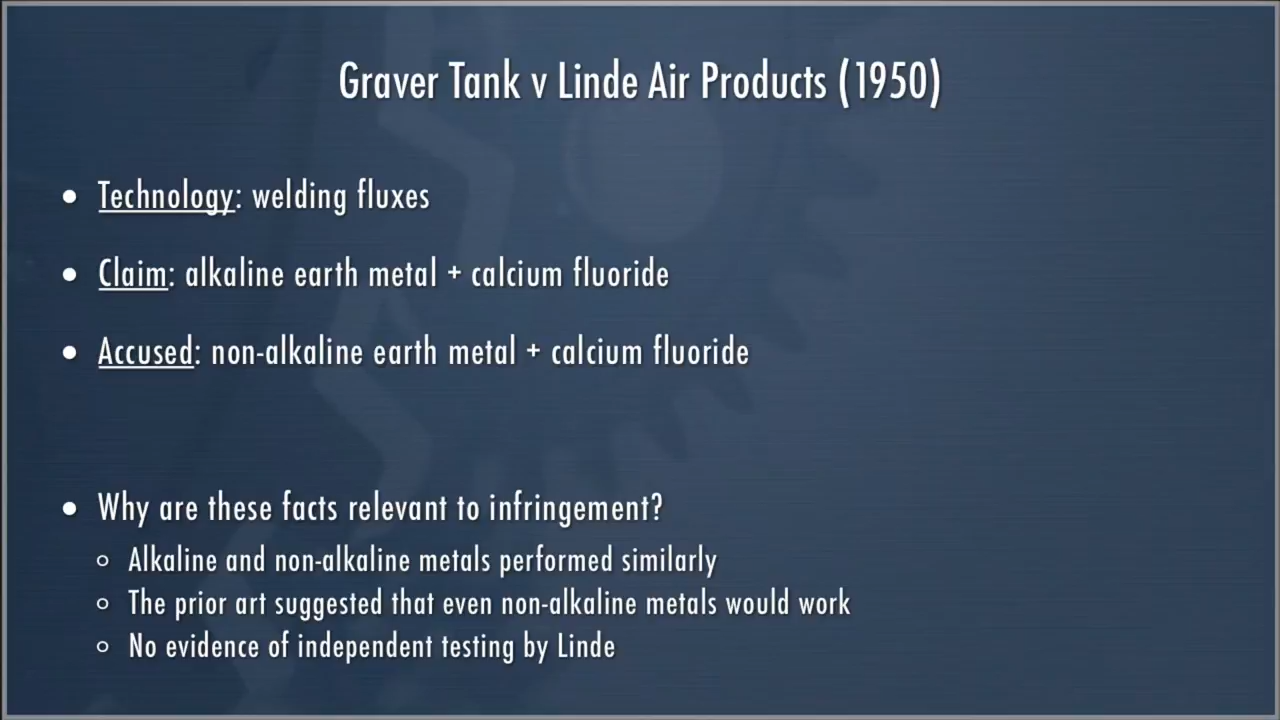 Graver Tank v Linde Air Products (1950)
• Technology: welding fluxes
• Claim: alkaline earth metal + calcium fluoride
• Accused: non-alkaline earth metal + calcium fluoride
• Why are these facts relevant to infringement?
○ Alkaline and non-alkaline metals performed similarly
○ The prior art suggested that even non-alkaline metals would work
○ No evidence of independent testing by Linde